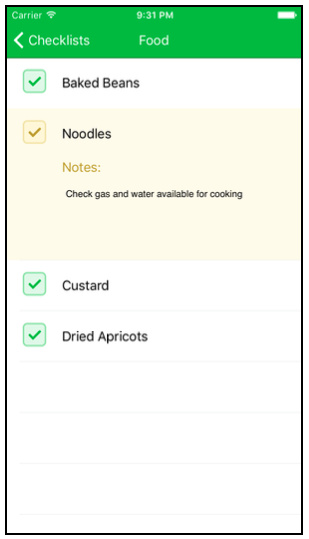 Carrier 9:31 PM
Checklists Food
Baked Beans
Noodles
Notes:
Check gas and water available for cooking
Custard
Dried Apricots